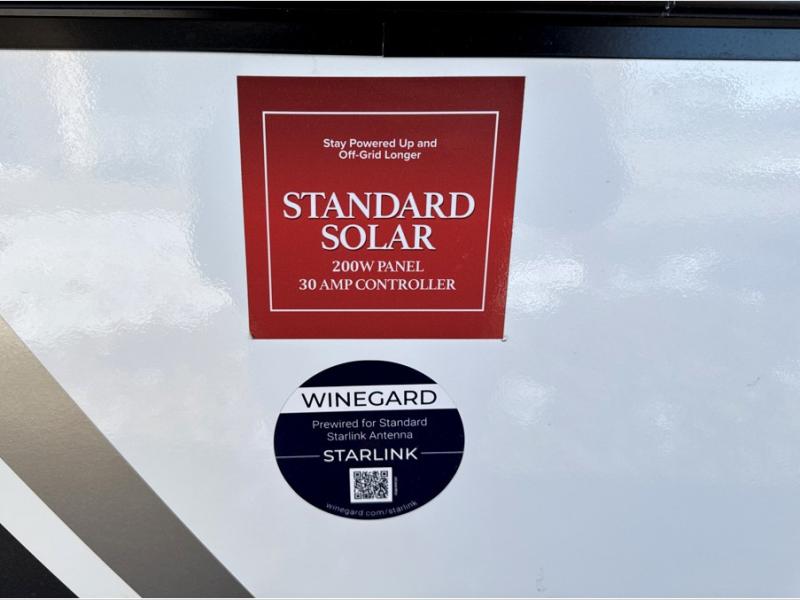 Stay Powered Up and
Off-Grid Longer
STANDARD
SOLAR
200W PANEL
30 AMP CONTROLLER
WINEGARD
Prewired for Standard
Starlink Antenna
STARLINK
winegard.com/starlink